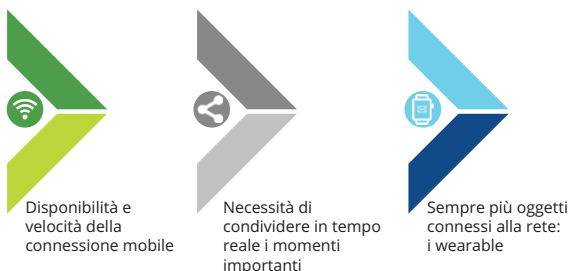 Disponibilità e
velocità della
connessione mobile
Necessità di
condividere in tempo
reale i momenti
importanti
Sempre più oggetti
connessi alla rete:
i wearable